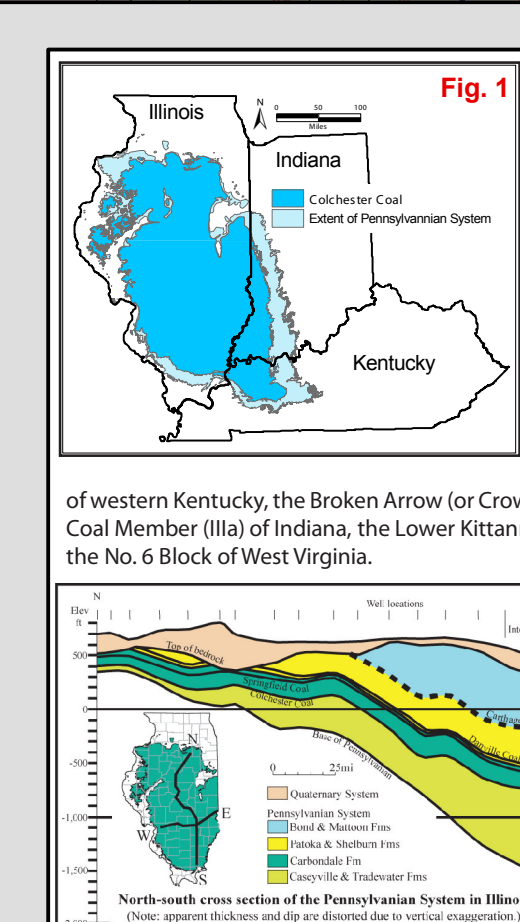 Fig. 1
Illinois
N
0 50 100
Miles
Indiana
Colchester Coal
Extent of Pennsylvannian System
Kentucky
of western Kentucky, the Broken Arrow (or Crow
Coal Member (IIIa) of Indiana, the Lower Kittan
the No. 6 Block of West Virginia.
N
Elev
ft
Well locations
Int
Top of bedrock
500
Springfield Coal
Colchester Coal
0
Carthag
Danville Coal
Base of Pennsylvanian
N
-500
0 25mi
Quaternary System
Pennsylvanian System
Bond & Mattoon Fms
E
-1,000
Patoka & Shelburn Fms
W
Carbondale Fm
-1,500
S
Caseyville & Tradewater Fms
North-south cross section of the Pennsylvanian System in Illino
(Note: apparent thickness and dip are distorted due to vertical exaggeration